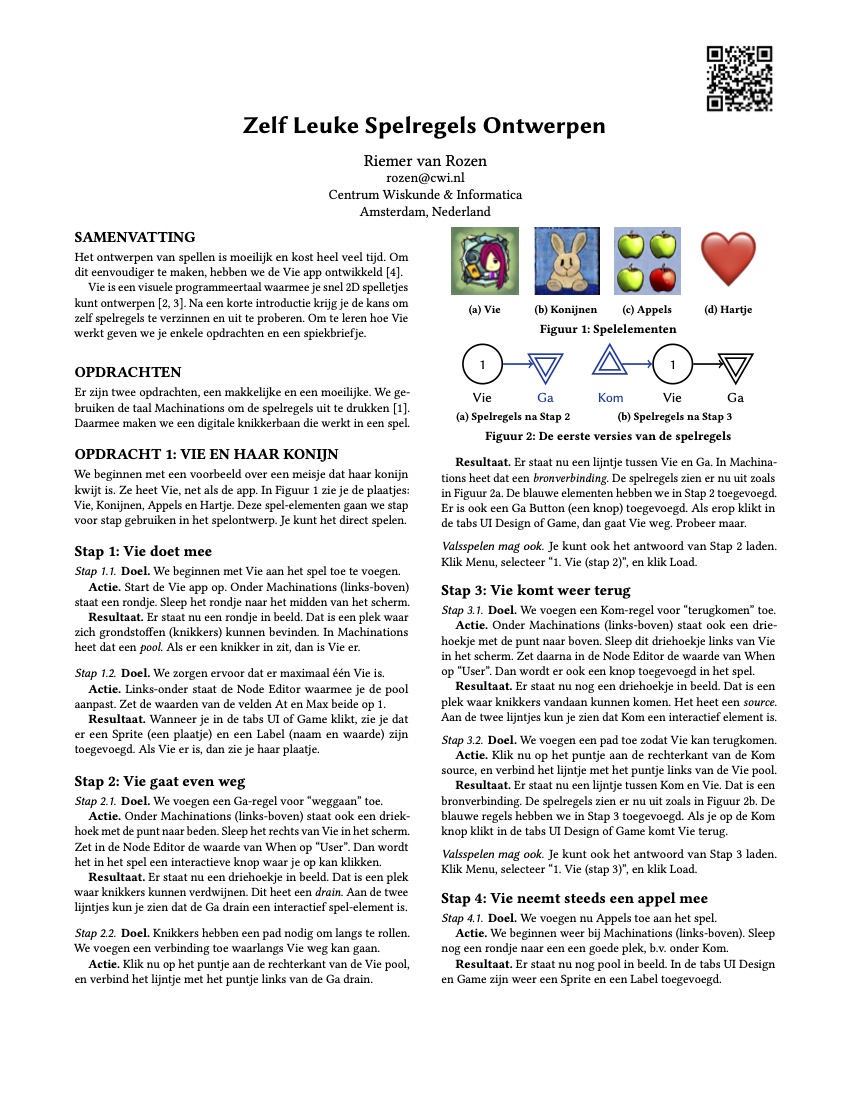 Zelf Leuke Spelregels Ontwerpen
Riemer van Rozen
rozen@cwi.nl
Centrum Wiskunde & Informatica
Amsterdam, Nederland
SAMENVATTING
Het ontwerpen van spellen is moeilijk en kost heel veel tijd. Om
dit eenvoudiger te maken, hebben we de Vie app ontwikkeld [4].
Vie is een visuele programmeertaal waarmee je snel 2D spelletjes
kunt ontwerpen [2, 3]. Na een korte introductie krijg je de kans om
zelf spelregels te verzinnen en uit te proberen. Om te leren hoe Vie
werkt geven we je enkele opdrachten en een spiekbriefje.
OPDRACHTEN
Er zijn twee opdrachten, een makkelijke en een moeilijke. We ge-
bruiken de taal Machinations om de spelregels uit te drukken [1].
Daarmee maken we een digitale knikkerbaan die werkt in een spel.
OPDRACHT 1: VIE EN HAAR KONIJN
We beginnen met een voorbeeld over een meisje dat haar konijn
kwijt is. Ze heet Vie, net als de app. In Figuur 1 zie je de plaatjes:
Vie, Konijnen, Appels en Hartje. Deze spel-elementen gaan we stap
voor stap gebruiken in het spelontwerp. Je kunt het direct spelen.
Stap 1: Vie doet mee
Stap 1.1. Doel. We beginnen met Vie aan het spel toe te voegen.
Actie. Start de Vie app op. Onder Machinations (links-boven)
staat een rondje. Sleep het rondje naar het midden van het scherm.
Resultaat. Er staat nu een rondje in beeld. Dat is een plek waar
zich grondstoffen (knikkers) kunnen bevinden. In Machinations
heet dat een pool. Als er een knikker in zit, dan is Vie er.
Stap 1.2. Doel. We zorgen ervoor dat er maximaal één Vie is.
Actie. Links-onder staat de Node Editor waarmee je de pool
aanpast. Zet de waarden van de velden At en Max beide op 1.
Resultaat. Wanneer je in de tabs UI of Game klikt, zie je dat
er een Sprite (een plaatje) en een Label (naam en waarde) zijn
toegevoegd. Als Vie er is, dan zie je haar plaatje.
Stap 2: Vie gaat even weg
Stap 2.1. Doel. We voegen een Ga-regel voor “weggaan” toe.
Actie. Onder Machinations (links-boven) staat ook een driek-
hoek met de punt naar beden. Sleep het rechts van Vie in het scherm.
Zet in de Node Editor de waarde van When op “User”. Dan wordt
het in het spel een interactieve knop waar je op kan klikken.
Resultaat. Er staat nu een driehoekje in beeld. Dat is een plek
waar knikkers kunnen verdwijnen. Dit heet een drain. Aan de twee
lijntjes kun je zien dat de Ga drain een interactief spel-element is.
Stap 2.2. Doel. Knikkers hebben een pad nodig om langs te rollen.
We voegen een verbinding toe waarlangs Vie weg kan gaan.
Actie. Klik nu op het puntje aan de rechterkant van de Vie pool,
en verbind het lijntje met het puntje links van de Ga drain.
(a) Vie (b) Konijnen (c) Appels (d) Hartje
Figuur 1: Spelelementen
1 1
Vie Ga Kom Vie Ga
(a) Spelregels na Stap 2 (b) Spelregels na Stap 3
Figuur 2: De eerste versies van de spelregels
Resultaat. Er staat nu een lijntje tussen Vie en Ga. In Machina-
tions heet dat een bronverbinding. De spelregels zien er nu uit zoals
in Figuur 2a. De blauwe elementen hebben we in Stap 2 toegevoegd.
Er is ook een Ga Button (een knop) toegevoegd. Als erop klikt in
de tabs UI Design of Game, dan gaat Vie weg. Probeer maar.
Valsspelen mag ook. Je kunt ook het antwoord van Stap 2 laden.
Klik Menu, selecteer “1. Vie (stap 2)”, en klik Load.
Stap 3: Vie komt weer terug
Stap 3.1. Doel. We voegen een Kom-regel voor “terugkomen” toe.
Actie. Onder Machinations (links-boven) staat ook een drie-
hoekje met de punt naar boven. Sleep dit driehoekje links van Vie
in het scherm. Zet daarna in de Node Editor de waarde van When
op “User”. Dan wordt er ook een knop toegevoegd in het spel.
Resultaat. Er staat nu nog een driehoekje in beeld. Dat is een
plek waar knikkers vandaan kunnen komen. Het heet een source.
Aan de twee lijntjes kun je zien dat Kom een interactief element is.
Stap 3.2. Doel. We voegen een pad toe zodat Vie kan terugkomen.
Actie. Klik nu op het puntje aan de rechterkant van de Kom
source, en verbind het lijntje met het puntje links van de Vie pool.
Resultaat. Er staat nu een lijntje tussen Kom en Vie. Dat is een
bronverbinding. De spelregels zien er nu uit zoals in Figuur 2b. De
blauwe regels hebben we in Stap 3 toegevoegd. Als je op de Kom
knop klikt in de tabs UI Design of Game komt Vie terug.
Valsspelen mag ook. Je kunt ook het antwoord van Stap 3 laden.
Klik Menu, selecteer “1. Vie (stap 3)”, en klik Load.
Stap 4: Vie neemt steeds een appel mee
Stap 4.1. Doel. We voegen nu Appels toe aan het spel.
Actie. We beginnen weer bij Machinations (links-boven). Sleep
nog een rondje naar een een goede plek, b.v. onder Kom.
Resultaat. Er staat nu nog pool in beeld. In de tabs UI Design
en Game zijn weer een Sprite en een Label toegevoegd.